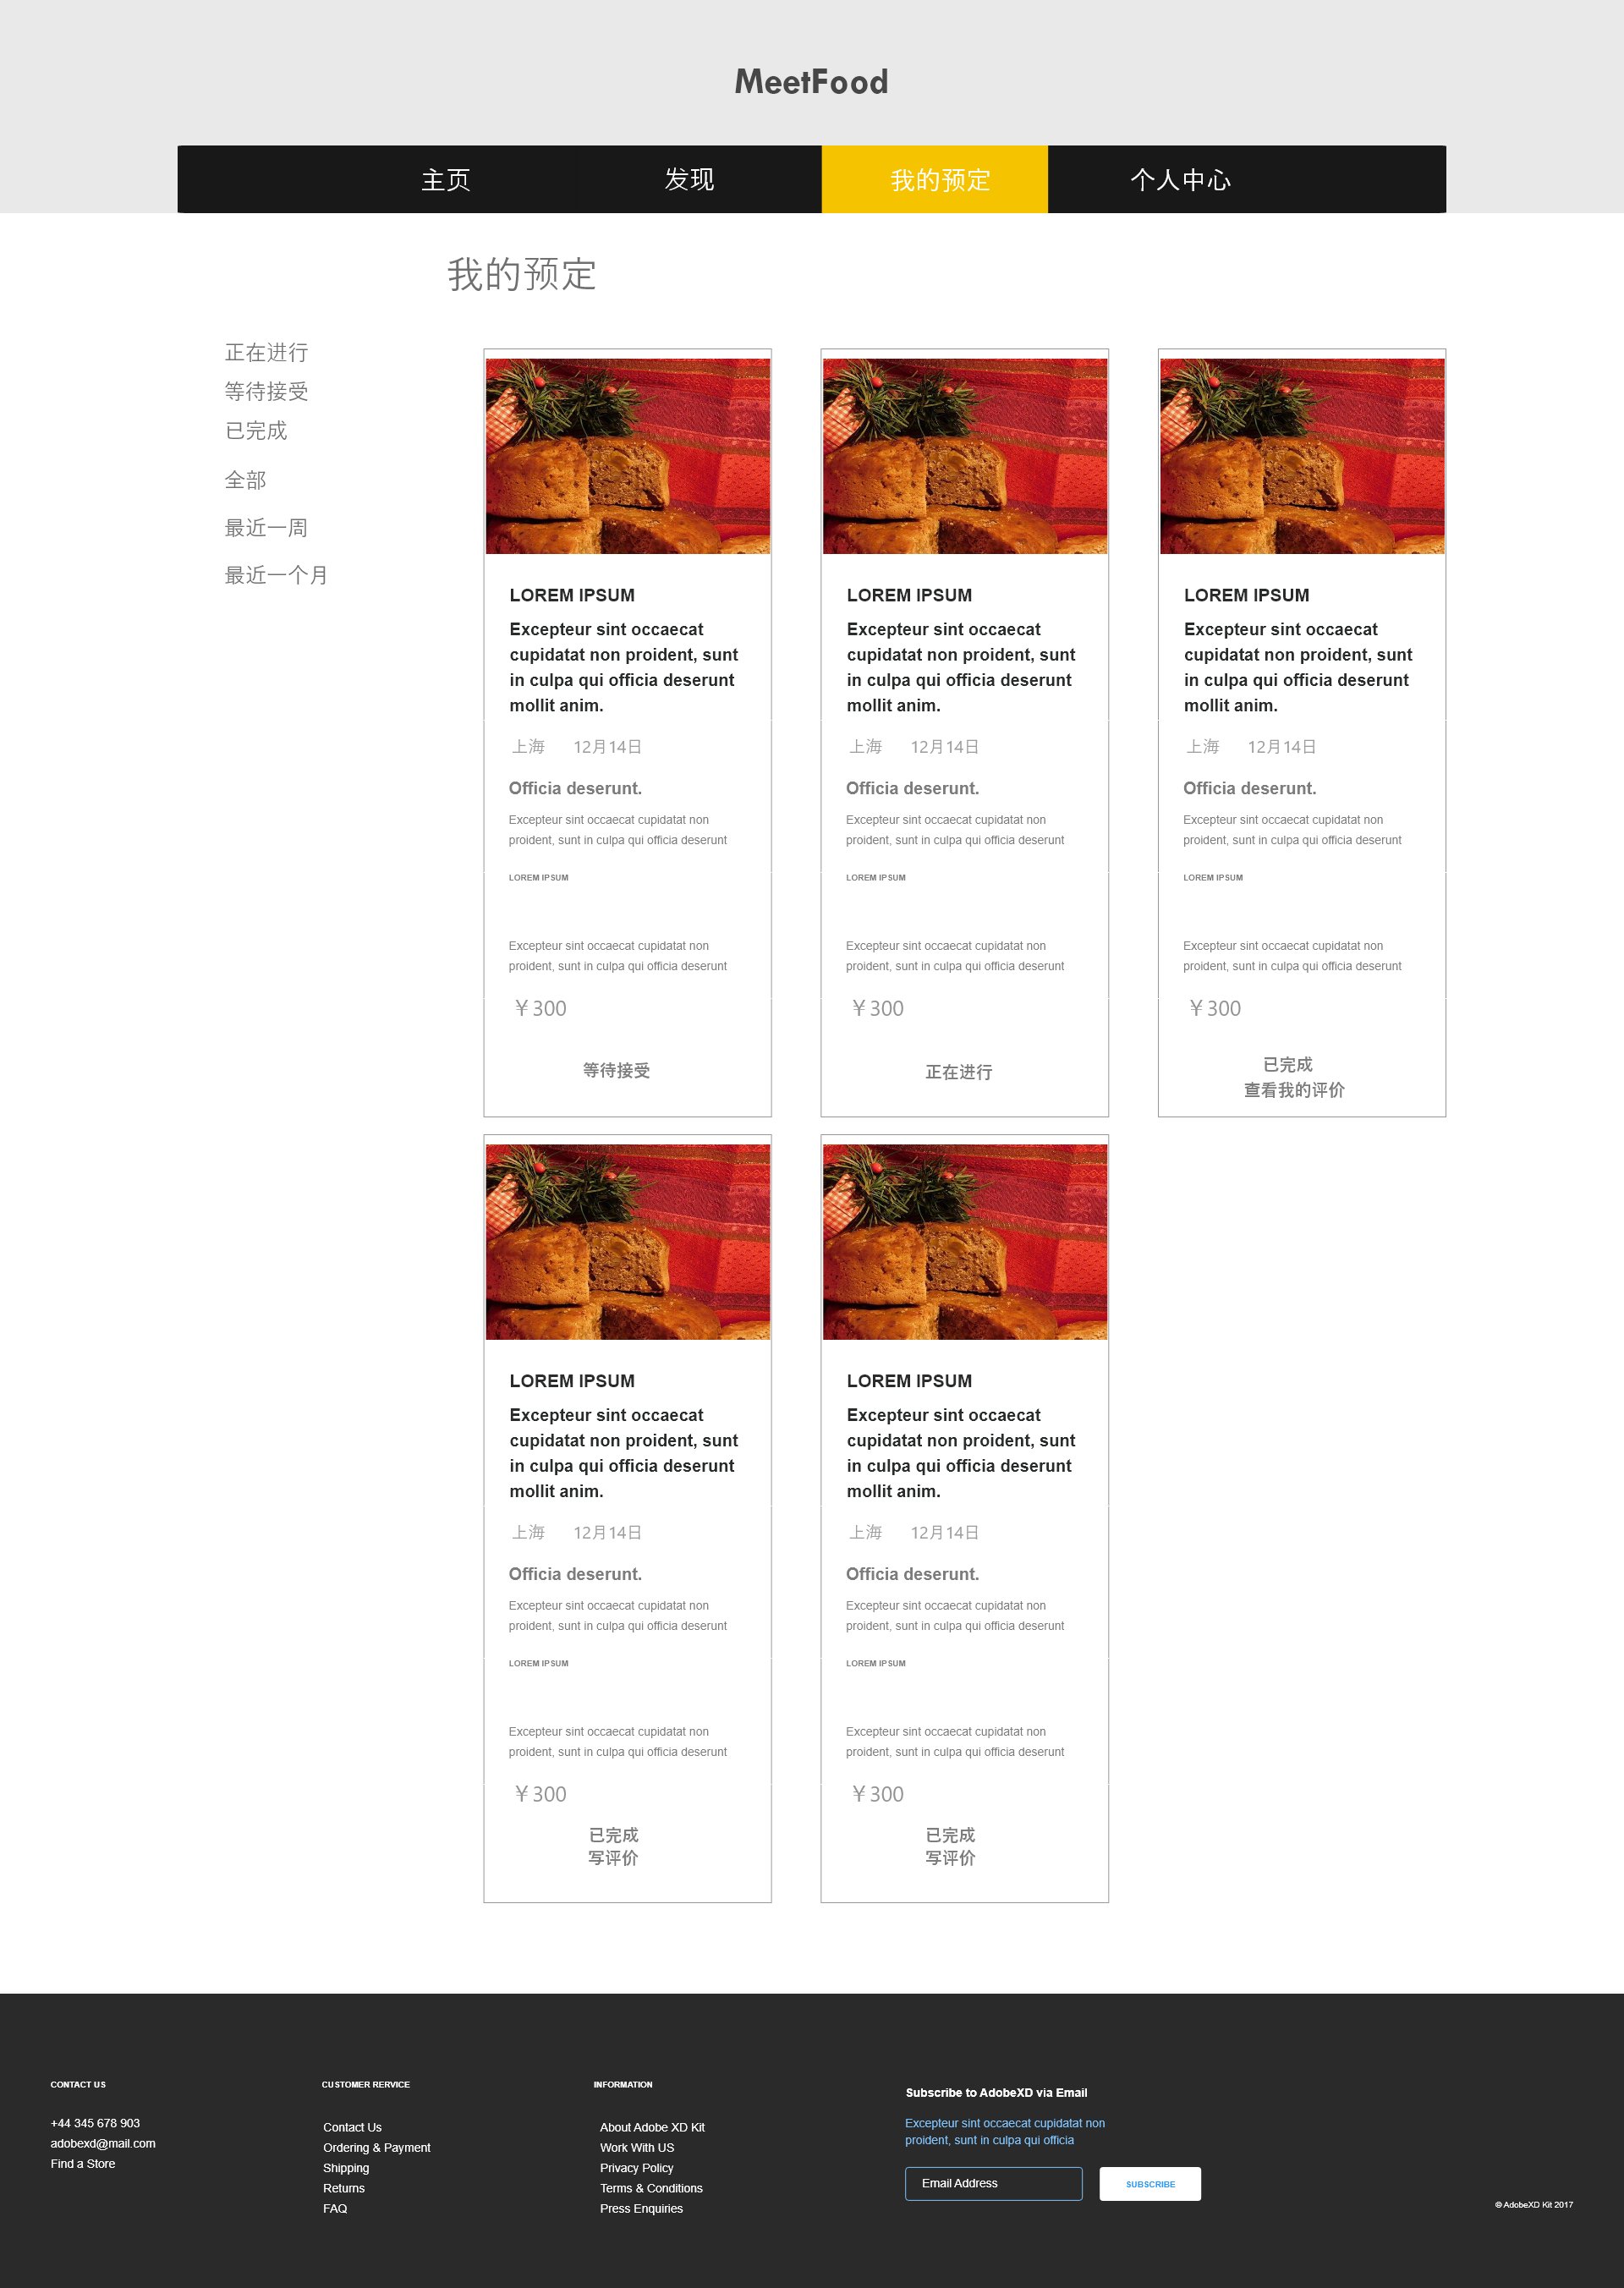 MeetFood
主页
发现
我的预定
个人中心
我的预定
正在进行
等待接受
已完成
全部
最近一周
最近一个月
LOREM IPSUM
Excepteur sint occaecat
cupidatat non proident, sunt
in culpa qui officia deserunt
mollit anim.
上海 12月14日
Officia deserunt.
Excepteur sint occaecat cupidatat non
proident, sunt in culpa qui officia deserunt
LOREM IPSUM
Excepteur sint occaecat cupidatat non
proident, sunt in culpa qui officia deserunt
￥300
等待接受
LOREM IPSUM
Excepteur sint occaecat
cupidatat non proident, sunt
in culpa qui officia deserunt
mollit anim.
上海 12月14日
Officia deserunt.
Excepteur sint occaecat cupidatat non
proident, sunt in culpa qui officia deserunt
LOREM IPSUM
Excepteur sint occaecat cupidatat non
proident, sunt in culpa qui officia deserunt
￥300
正在进行
LOREM IPSUM
Excepteur sint occaecat
cupidatat non proident, sunt
in culpa qui officia deserunt
mollit anim.
上海 12月14日
Officia deserunt.
Excepteur sint occaecat cupidatat non
proident, sunt in culpa qui officia deserunt
LOREM IPSUM
Excepteur sint occaecat cupidatat non
proident, sunt in culpa qui officia deserunt
￥300
已完成
查看我的评价
LOREM IPSUM
Excepteur sint occaecat
cupidatat non proident, sunt
in culpa qui officia deserunt
mollit anim.
上海 12月14日
Officia deserunt.
Excepteur sint occaecat cupidatat non
proident, sunt in culpa qui officia deserunt
LOREM IPSUM
Excepteur sint occaecat cupidatat non
proident, sunt in culpa qui officia deserunt
￥300
已完成
写评价
LOREM IPSUM
Excepteur sint occaecat
cupidatat non proident, sunt
in culpa qui officia deserunt
mollit anim.
上海 12月14日
Officia deserunt.
Excepteur sint occaecat cupidatat non
proident, sunt in culpa qui officia deserunt
LOREM IPSUM
Excepteur sint occaecat cupidatat non
proident, sunt in culpa qui officia deserunt
￥300
已完成
写评价
CONTACT US
+44 345 678 903
adobexd@mail.com
Find a Store
CUSTOMER RERVICE
Contact Us
Ordering & Payment
Shipping
Returns
FAQ
INFORMATION
About Adobe XD Kit
Work With US
Privacy Policy
Terms & Conditions
Press Enquiries
Subscribe to AdobeXD via Email
Excepteur sint occaecat cupidatat non
proident, sunt in culpa qui officia
Email Address
SUBSCRIBE
© AdobeXD Kit 2017